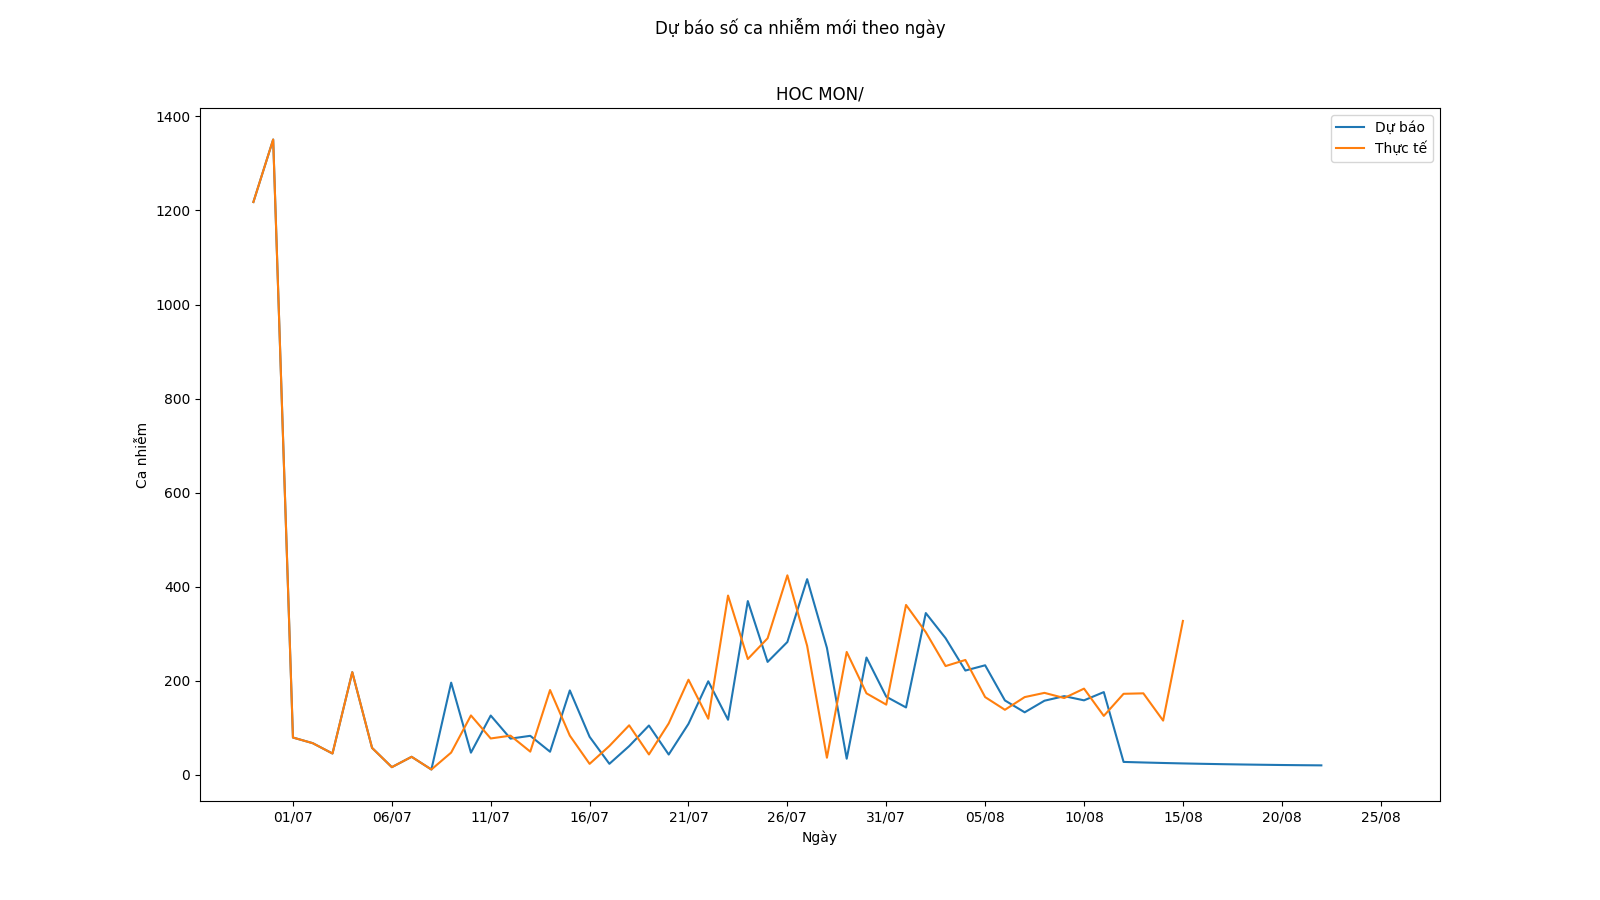 Dự báo số ca nhiễm mới theo ngày
HOC MON/
Dự báo
Thực tế
1400
1200
1000
800
600
400
200
0
Ca nhiễm
01/07 06/07 11/07 16/07 21/07 26/07 31/07 05/08 10/08 15/08 20/08 25/08
Ngày